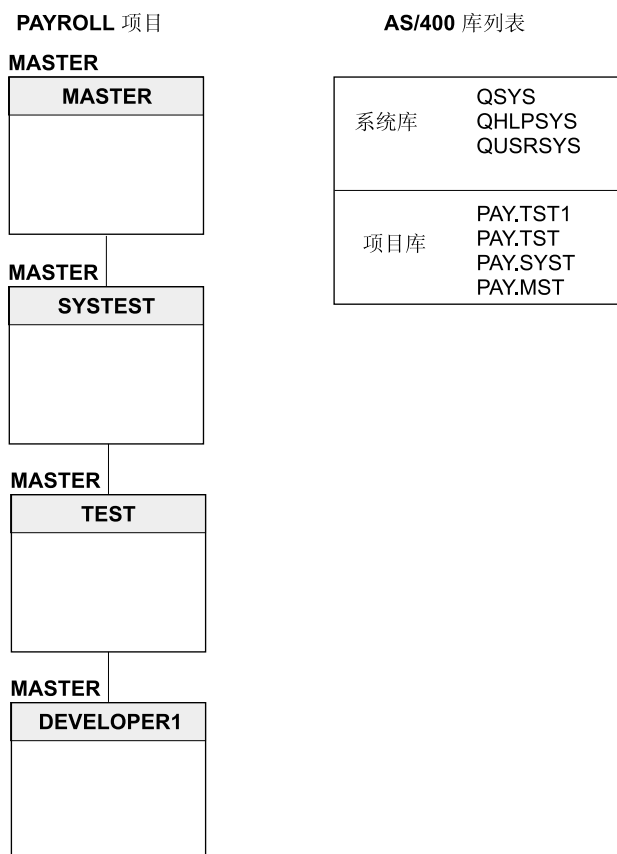 PAYROLL 项目
MASTER
MASTER
MASTER
SYSTEST
MASTER
TEST
MASTER
DEVELOPER1
AS/400 库列表
系统库
QSYS
QHLPSYS
QUSRSYS
项目库
PAY.TST1
PAY.TST
PAY.SYST
PAY.MST